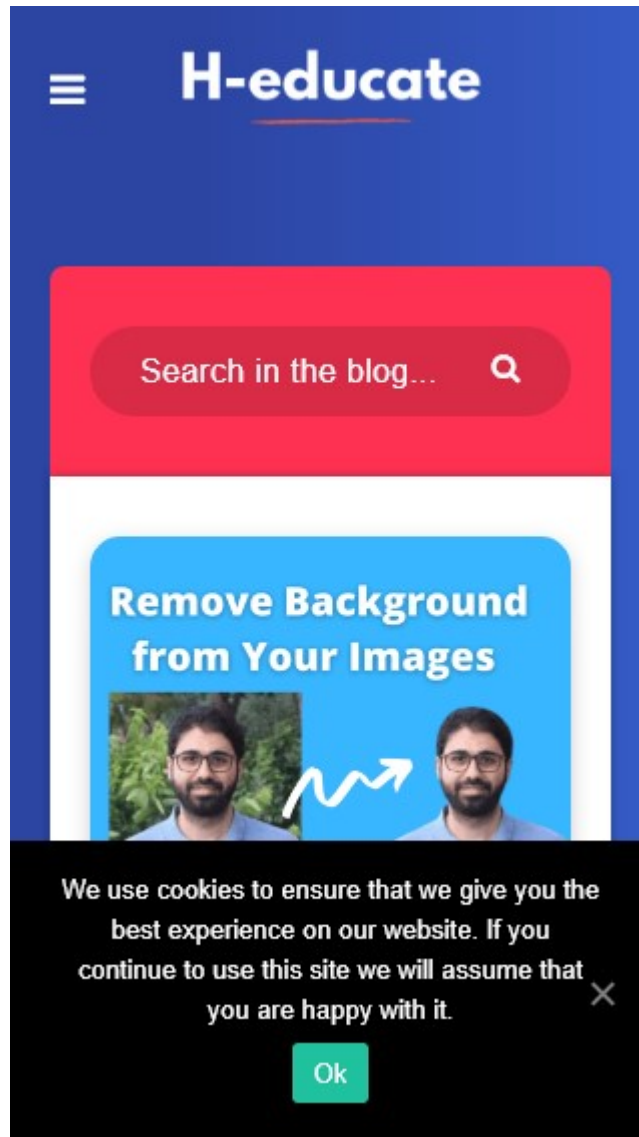 H-educate
Search in the blog...
Remove Background
from Your Images
We use cookies to ensure that we give you the
best experience on our website. If you
continue to use this site we will assume that
you are happy with it.
Ok